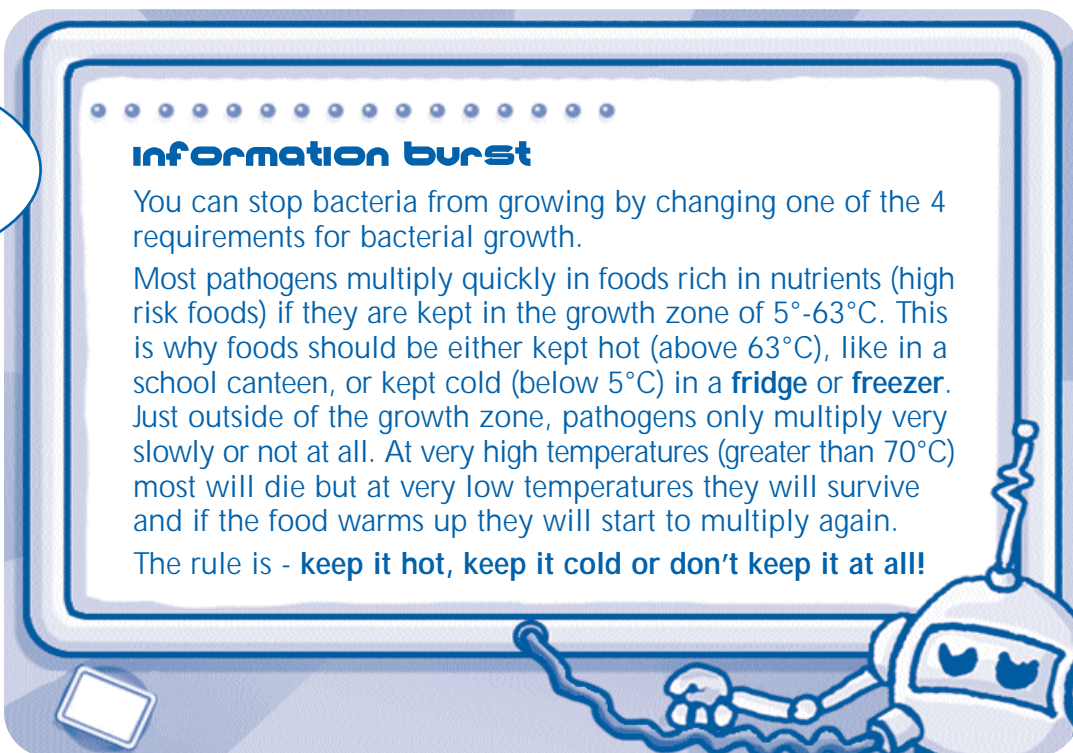 Information burst
You can stop bacteria from growing by changing one of the 4
requirements for bacterial growth.
Most pathogens multiply quickly in foods rich in nutrients (high
risk foods) if they are kept in the growth zone of 5°-63°C. This
is why foods should be either kept hot (above 63°C), like in a
school canteen, or kept cold (below 5°C) in a fridge or freezer.
Just outside of the growth zone, pathogens only multiply very
slowly or not at all. At very high temperatures (greater than 70°C)
most will die but at very low temperatures they will survive
and if the food warms up they will start to multiply again.
The rule is - keep it hot, keep it cold or don't keep it at all!